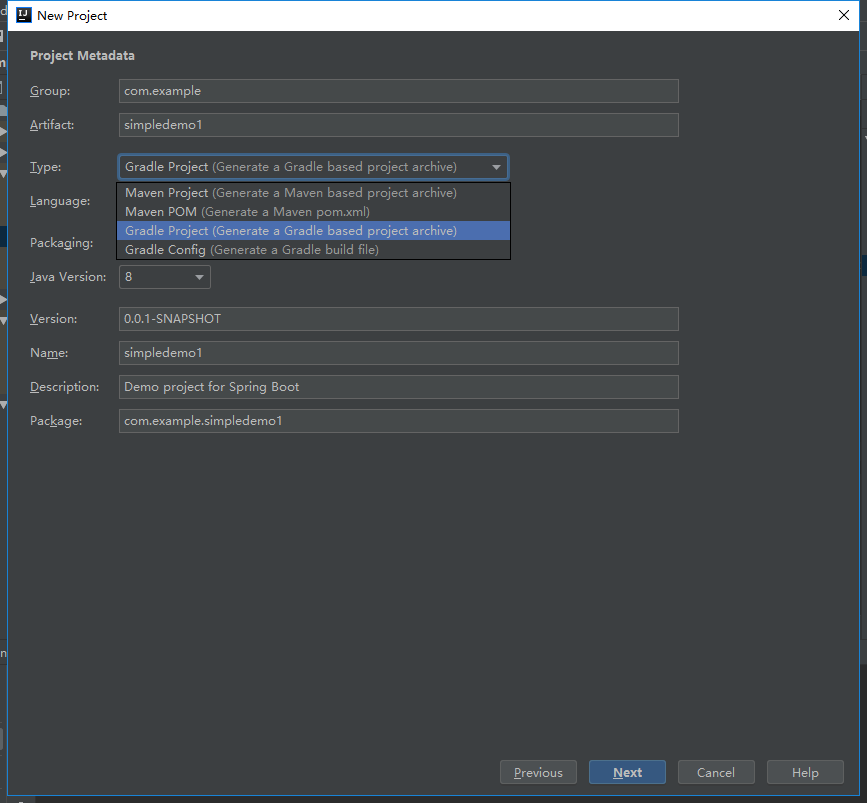 New Project
Project Metadata
Group: com.example
Artifact: simpledemo1
Type: Gradle Project (Generate a Gradle based project archive)
Maven Project (Generate a Maven based project archive)
Language:
Maven POM (Generate a Maven pom.xml)
Gradle Project (Generate a Gradle based project archive)
Packaging:
Gradle Config (Generate a Gradle build file)
Java Version: 8
Version: 0.0.1-SNAPSHOT
Name: simpledemo1
Description: Demo project for Spring Boot
Package: com.example.simpledemo1
Previous Next Cancel Help